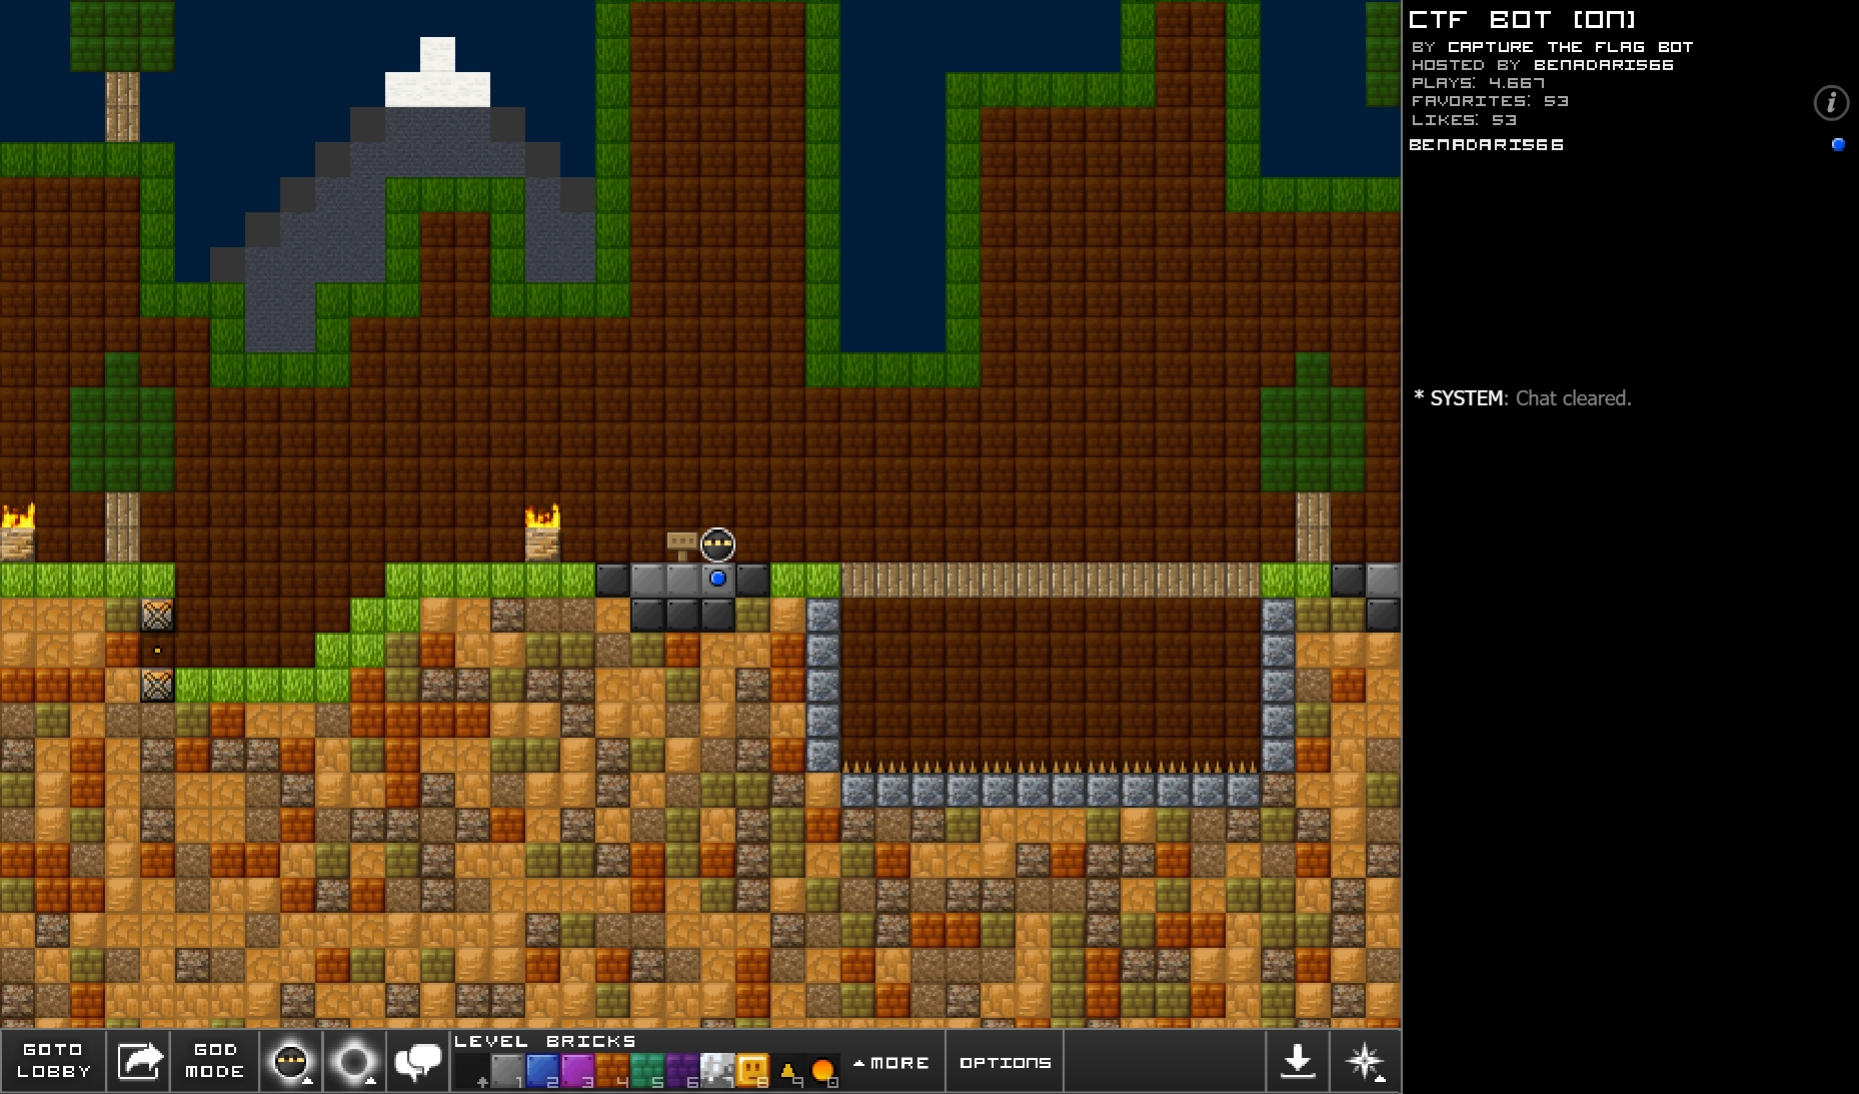 CTF BOT [ON]
BY CAPTURE THE FLAG BOT
HOSTED BY BENADARIS66
PLAYS: 4.667
FAVORITES: 53
LIKES: 53
BENADARIS66
* SYSTEM: Chat cleared.
GOTO LOBBY
GOD MODE
LEVEL BRICKS
1 2 3 4 5 6 7 8 9 0
MORE
OPTIONS